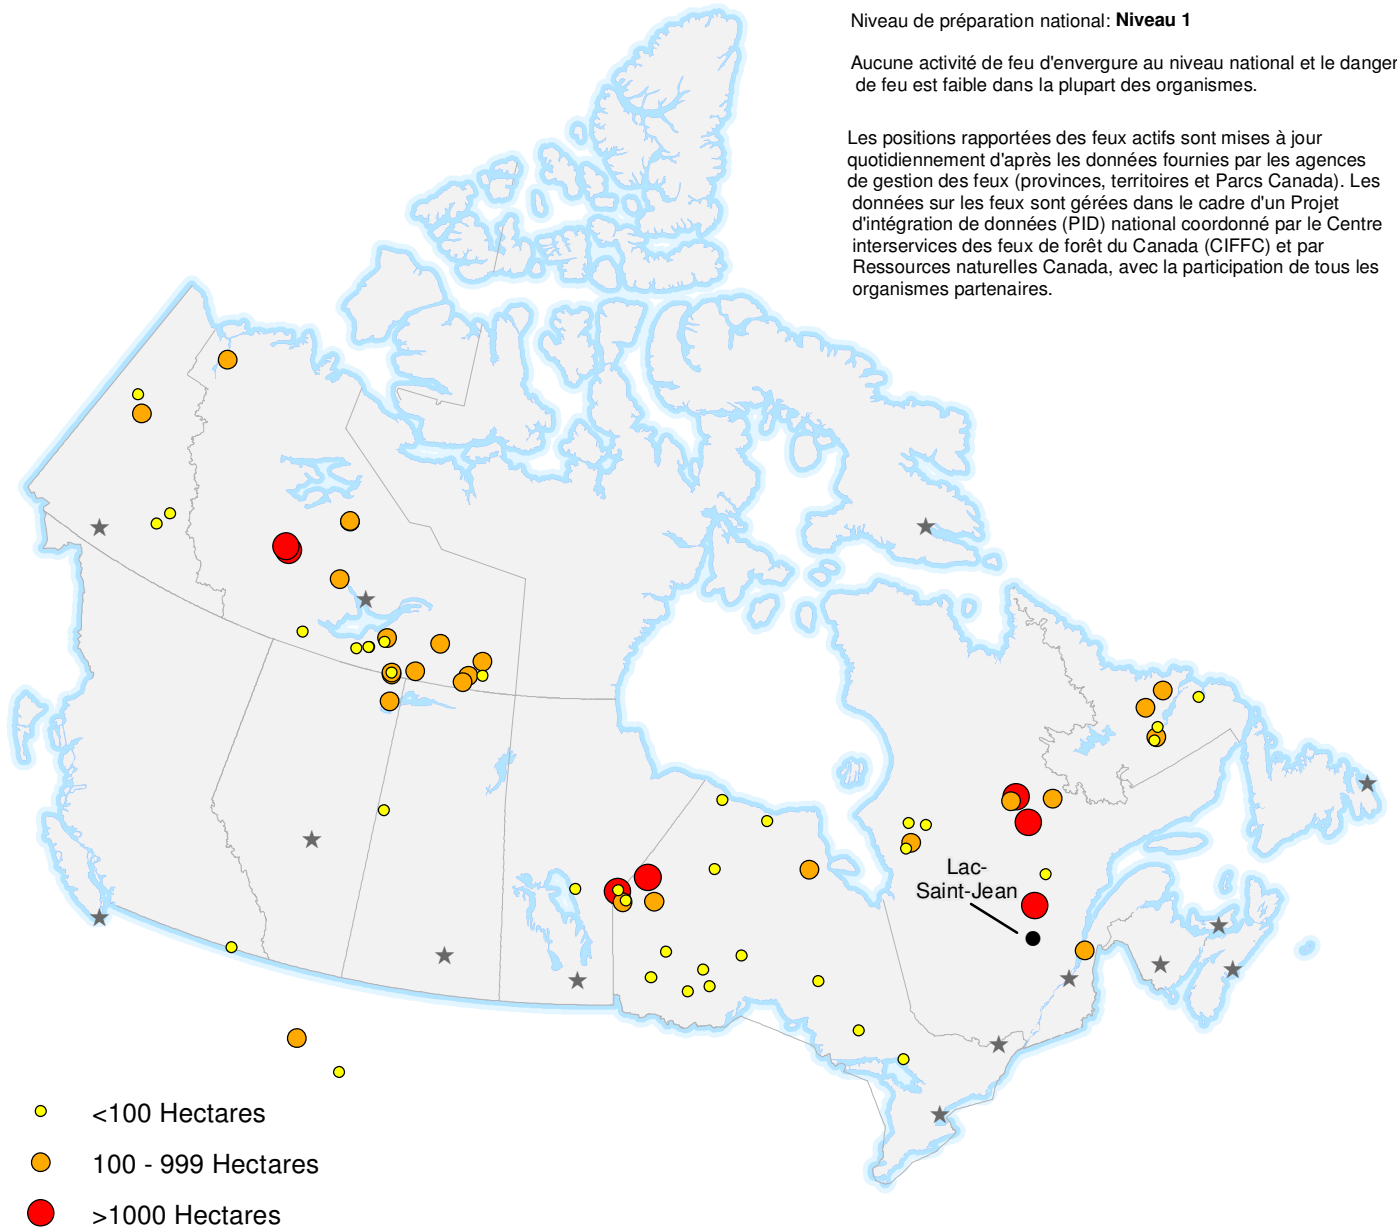 Niveau de préparation national: Niveau 1
Aucune activité de feu d'envergure au niveau national et le danger
de feu est faible dans la plupart des organismes.
Les positions rapportées des feux actifs sont mises à jour
quotidiennement d'après les données fournies par les agences
de gestion des feux (provinces, territoires et Parcs Canada). Les
données sur les feux sont gérées dans le cadre d'un Projet
d'intégration de données (PID) national coordonné par le Centre
interservices des feux de forêt du Canada (CIFFC) et par
Ressources naturelles Canada, avec la participation de tous les
organismes partenaires.
Lac-
Saint-Jean
<100 Hectares
100 - 999 Hectares
>1000 Hectares